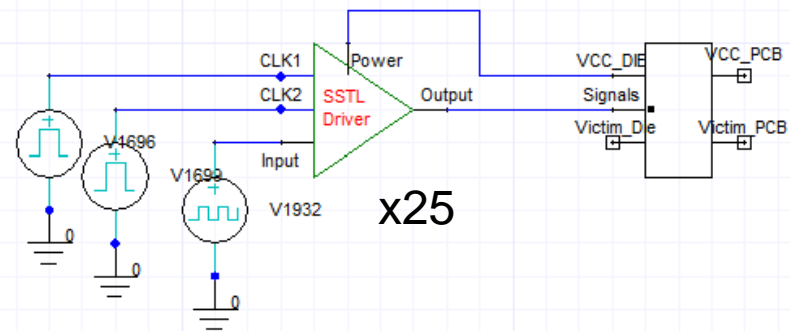 CLK1
Power
VCC_DIE
VCC_PCB
CLK2
SSTL
Driver
Output
Signals
V1696
Input
Victim_Die
Victim_PCB
V1699
V1932
x25
0
0
0